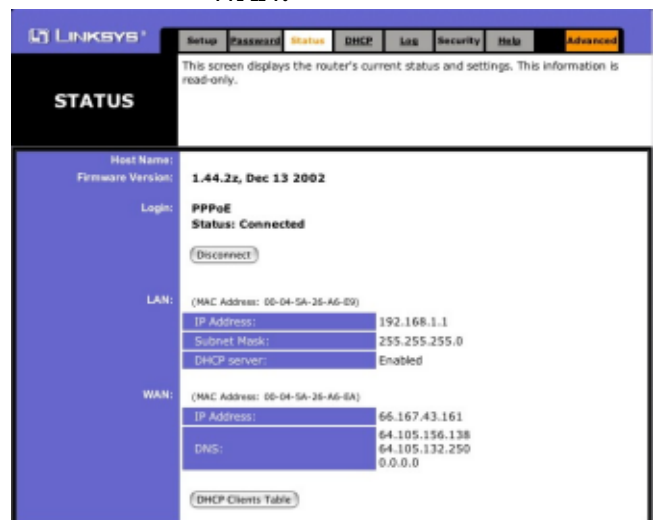 LINKSYS®
Setup Password Status DHCP Log Security Help Advanced
STATUS
This screen displays the router's current status and settings. This information is
read-only.
Host Name:
Firmware Version: 1.44.2z, Dec 13 2002
Login: PPPoE
Status: Connected
Disconnect
LAN: (MAC Address: 00-04-5A-26-A6-E9)
IP Address: 192.168.1.1
Subnet Mask: 255.255.255.0
DHCP server: Enabled
WAN: (MAC Address: 00-04-5A-26-A6-EA)
IP Address: 66.167.43.161
DNS: 64.105.156.138
64.105.132.250
0.0.0.0
DHCP Clients Table